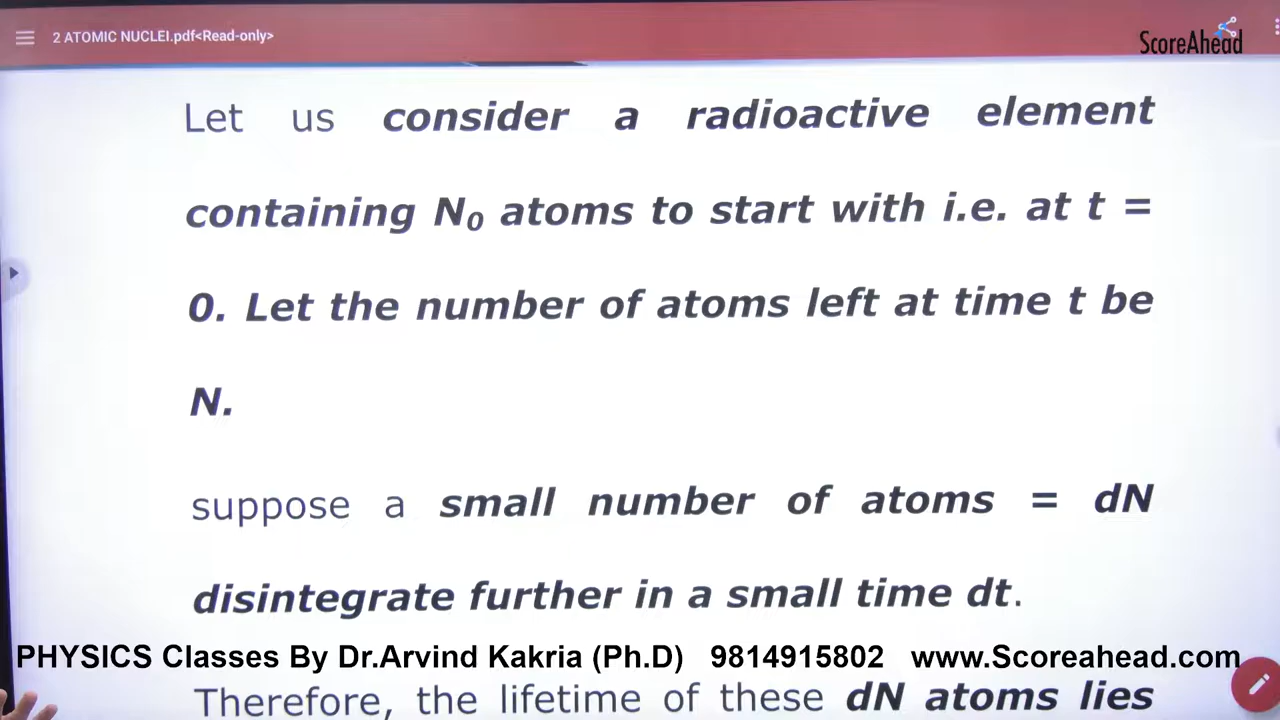 2 ATOMIC NUCLEI.pdf<Read-only>
ScoreAhead
Let us consider a radioactive element
containing N₀ atoms to start with i.e. at t =
0. Let the number of atoms left at time t be
N.
suppose a small number of atoms = dN
disintegrate further in a small time dt.
PHYSICS Classes By Dr.Arvind Kakria (Ph.D) 9814915802 www.Scoreahead.com
Therefore, the lifetime of these dN atoms lies